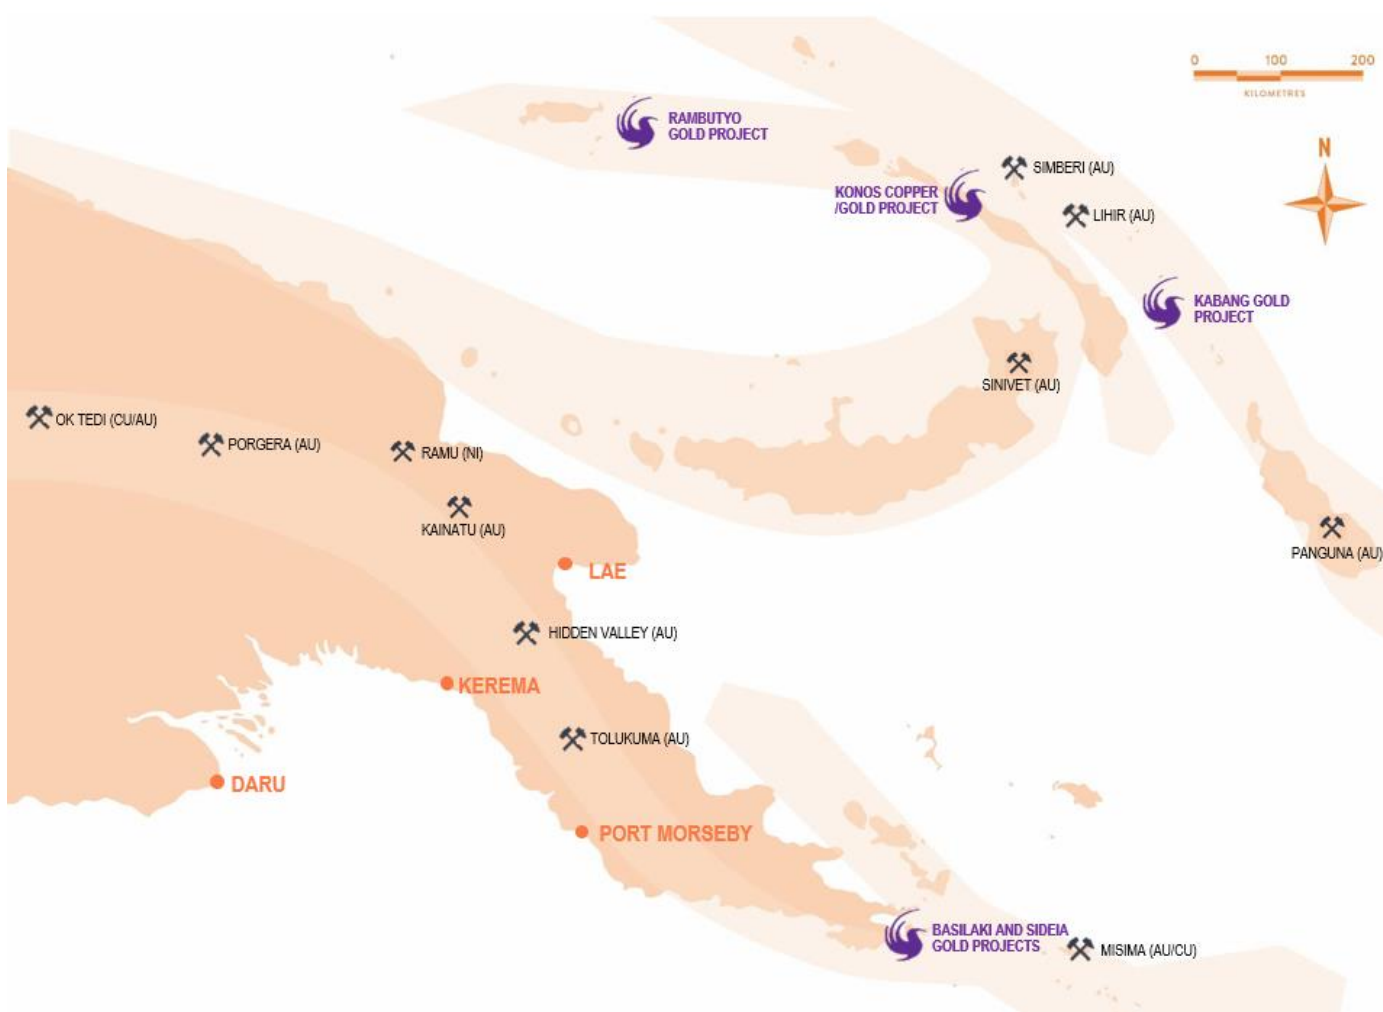 0 100 200
KILOMETRES
RAMBUTYO
GOLD PROJECT
N
SIMBERI (AU)
KONOS COPPER
/GOLD PROJECT
LIHIR (AU)
KABANG GOLD
PROJECT
SINIVET (AU)
OK TEDI (CU/AU)
PORGERA (AU)
RAMU (NI)
KAINATU (AU)
PANGUNA (AU)
LAE
HIDDEN VALLEY (AU)
KEREMA
TOLUKUMA (AU)
DARU
PORT MORSEBY
BASILAKI AND SIDEIA
GOLD PROJECTS
MISIMA (AU/CU)